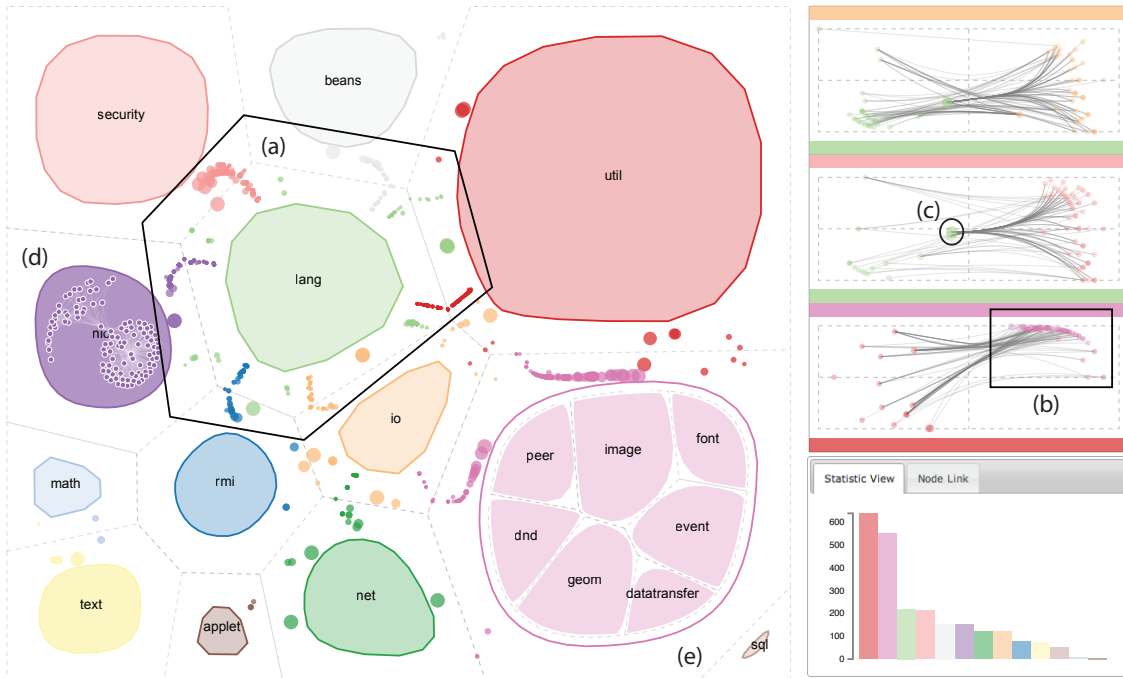 beans
security
(a)
util
(c)
(d)
lang
nio
(b)
io
font
image
peer
Statistic View
Node Link
math
rmi
600
500
event
dnd
400
geom
300
net
datatransfer
text
200
applet
100
sql
(e)
0